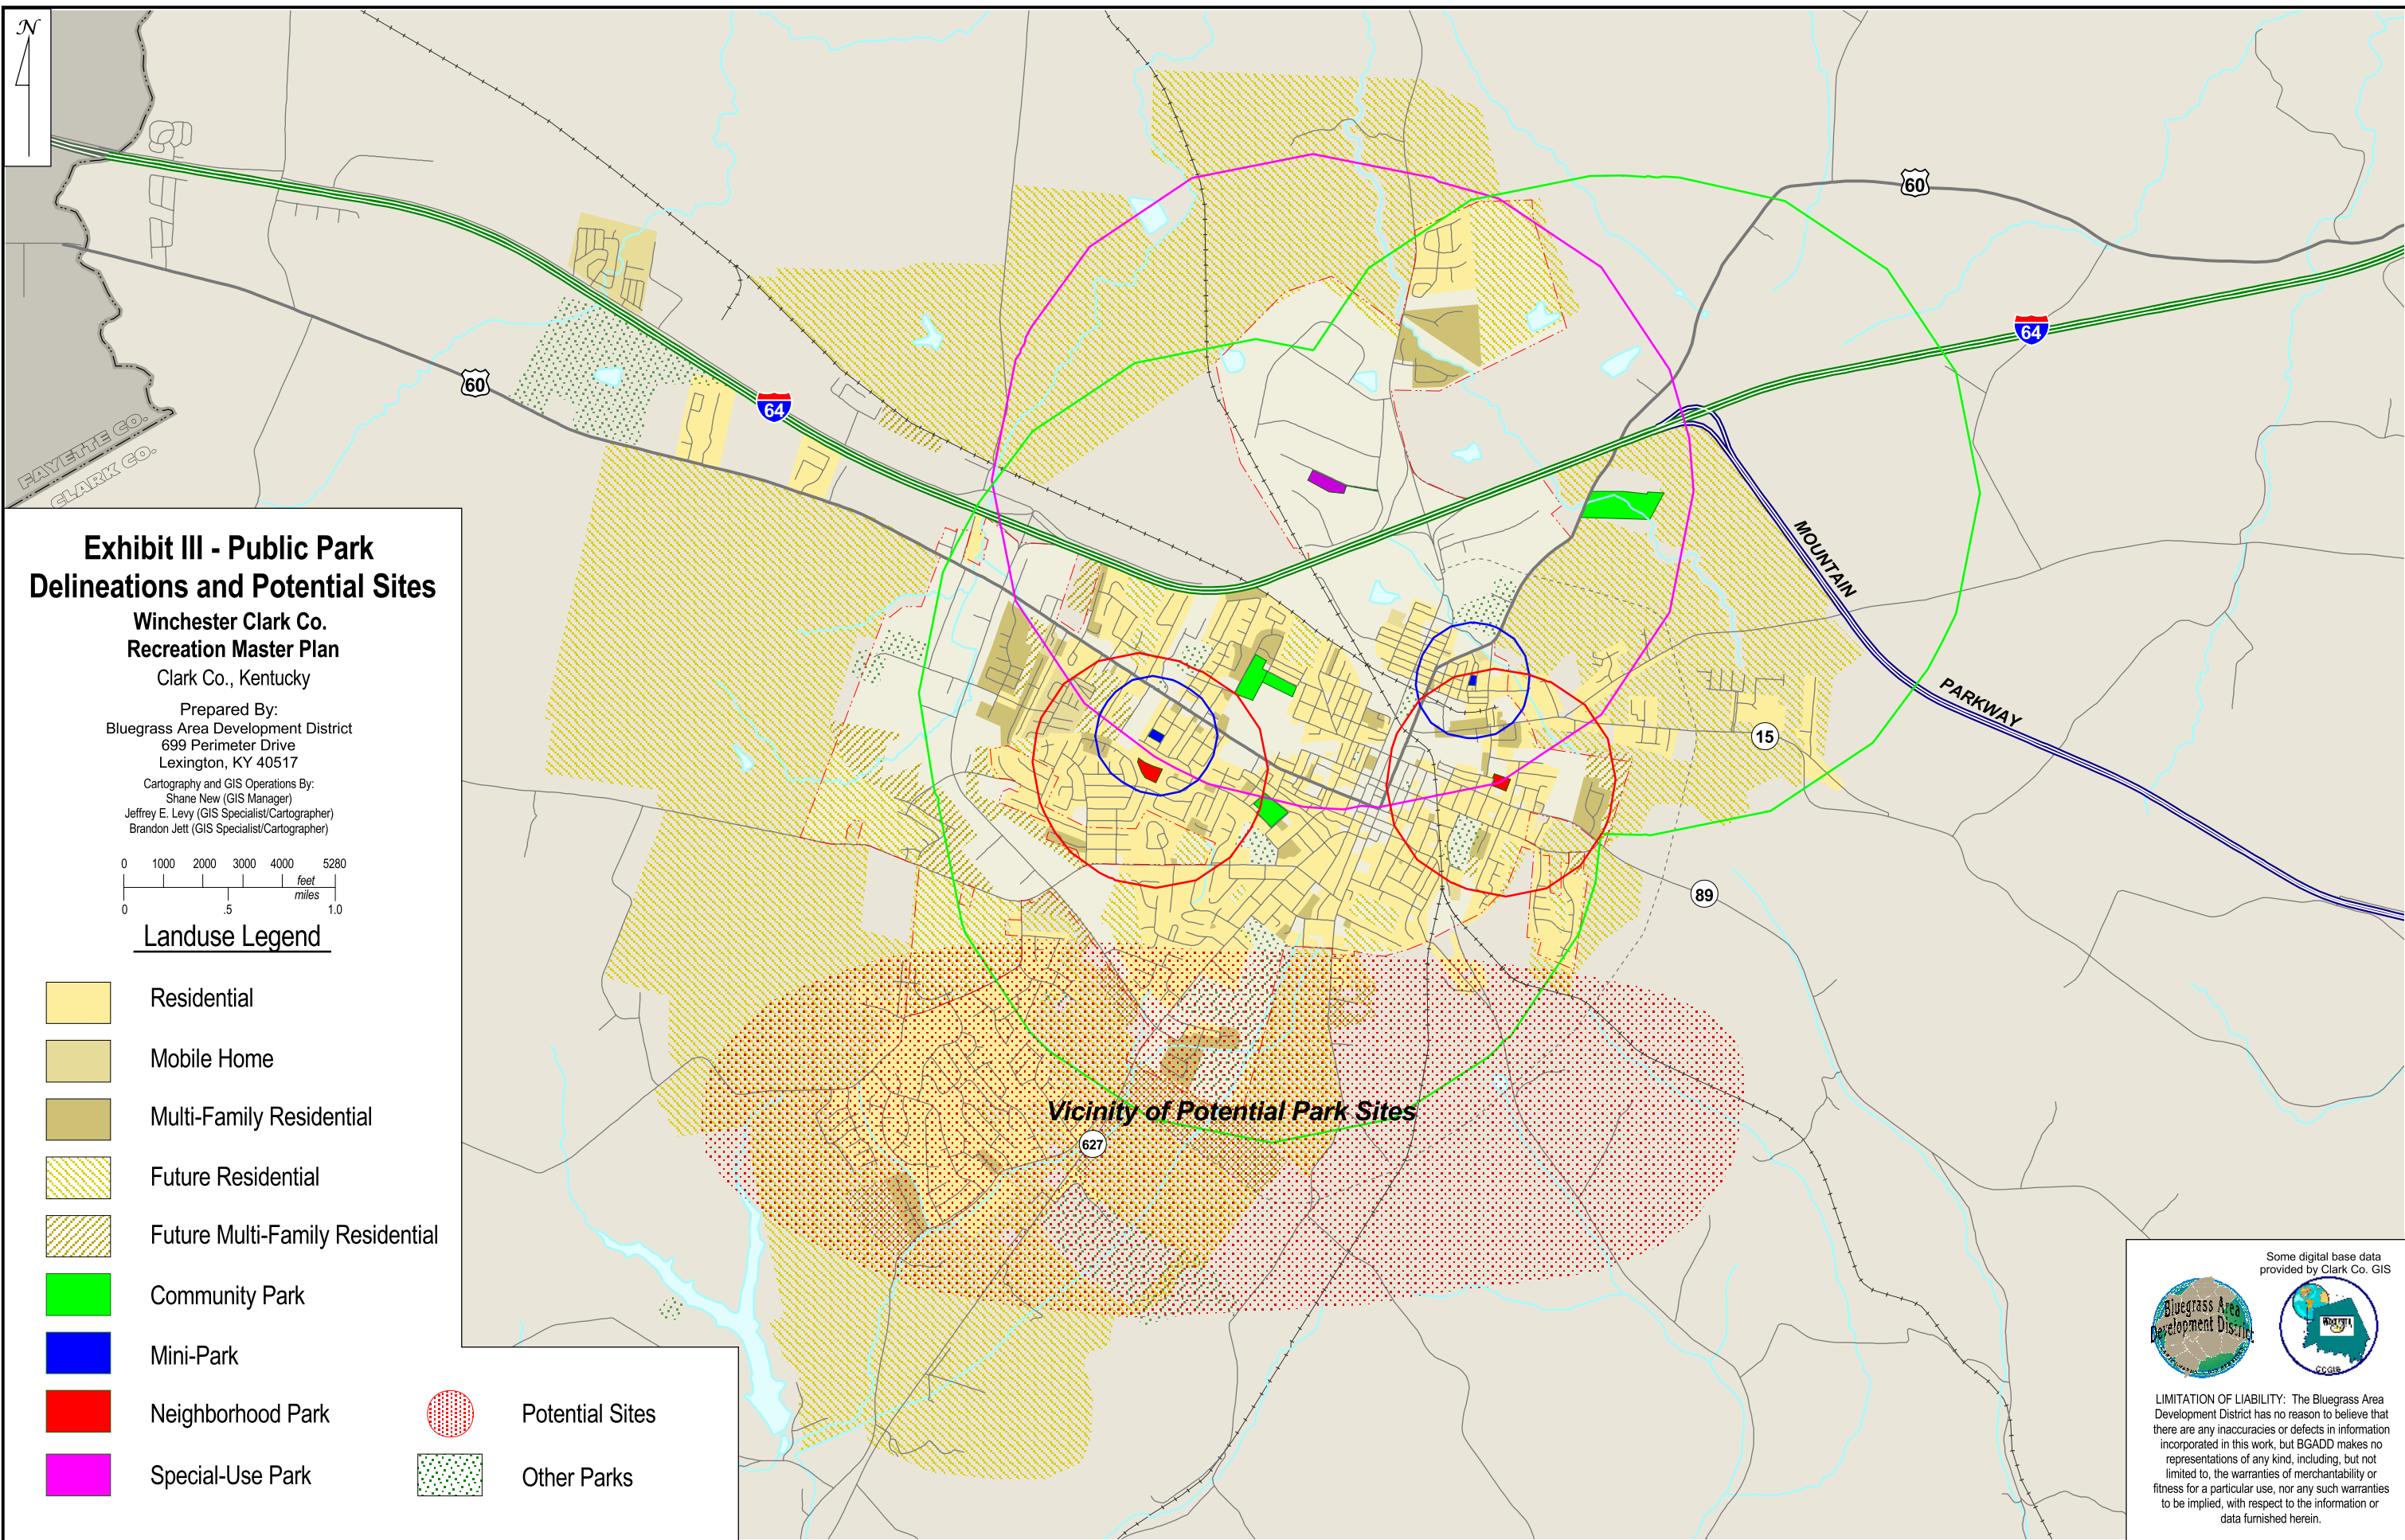 N
60
60
64
64
FAYETTE CO.
CLARK CO.
MOUNTAIN
PARKWAY
15
89
627
Vicinity of Potential Park Sites
Exhibit III - Public Park
Delineations and Potential Sites
Winchester Clark Co.
Recreation Master Plan
Clark Co., Kentucky
Prepared By:
Bluegrass Area Development District
699 Perimeter Drive
Lexington, KY 40517
Cartography and GIS Operations By:
Shane New (GIS Manager)
Jeffrey E. Levy (GIS Specialist/Cartographer)
Brandon Jett (GIS Specialist/Cartographer)
0 1000 2000 3000 4000 5280
feet
miles
0 .5 1.0
Landuse Legend
Residential
Mobile Home
Multi-Family Residential
Future Residential
Future Multi-Family Residential
Community Park
Mini-Park
Neighborhood Park
Special-Use Park
Potential Sites
Other Parks
Some digital base data
provided by Clark Co. GIS
Bluegrass Area
Development District
CCGIS
LIMITATION OF LIABILITY: The Bluegrass Area
Development District has no reason to believe that
there are any inaccuracies or defects in information
incorporated in this work, but BGADD makes no
representations of any kind, including, but not
limited to, the warranties of merchantability or
fitness for a particular use, nor any such warranties
to be implied, with respect to the information or
data furnished herein.